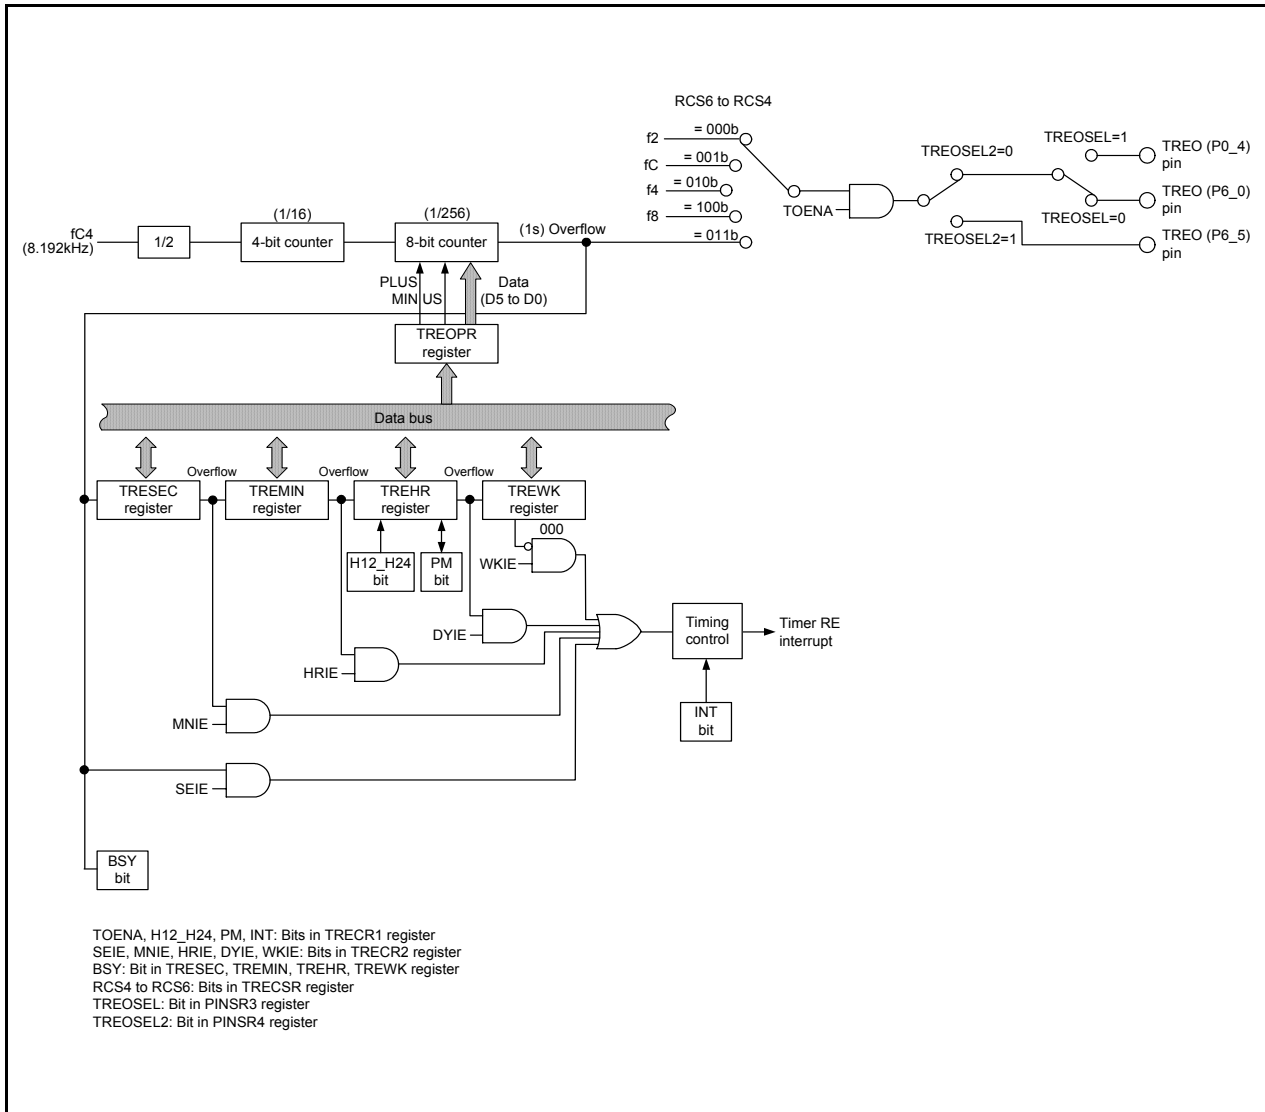 RCS6 to RCS4
f2
= 000b
fC
= 001b
f4
= 010b
f8
= 100b
= 011b
TOENA
TREOSEL2=0
TREOSEL2=1
TREOSEL=1
TREOSEL=0
TREO (P0_4)
pin
TREO (P6_0)
pin
TREO (P6_5)
pin
fC4
(8.192kHz)
1/2
(1/16)
4-bit counter
(1/256)
8-bit counter
(1s) Overflow
PLUS
MIN US
Data
(D5 to D0)
TREOPR
register
Data bus
Overflow
Overflow
Overflow
TRESEC
register
TREMIN
register
TREHR
register
TREWK
register
H12_H24
bit
PM
bit
000
WKIE
DYIE
HRIE
MNIE
SEIE
Timing
control
Timer RE
interrupt
INT
bit
BSY
bit
TOENA, H12_H24, PM, INT: Bits in TRECR1 register
SEIE, MNIE, HRIE, DYIE, WKIE: Bits in TRECR2 register
BSY: Bit in TRESEC, TREMIN, TREHR, TREWK register
RCS4 to RCS6: Bits in TRECSR register
TREOSEL: Bit in PINSR3 register
TREOSEL2: Bit in PINSR4 register